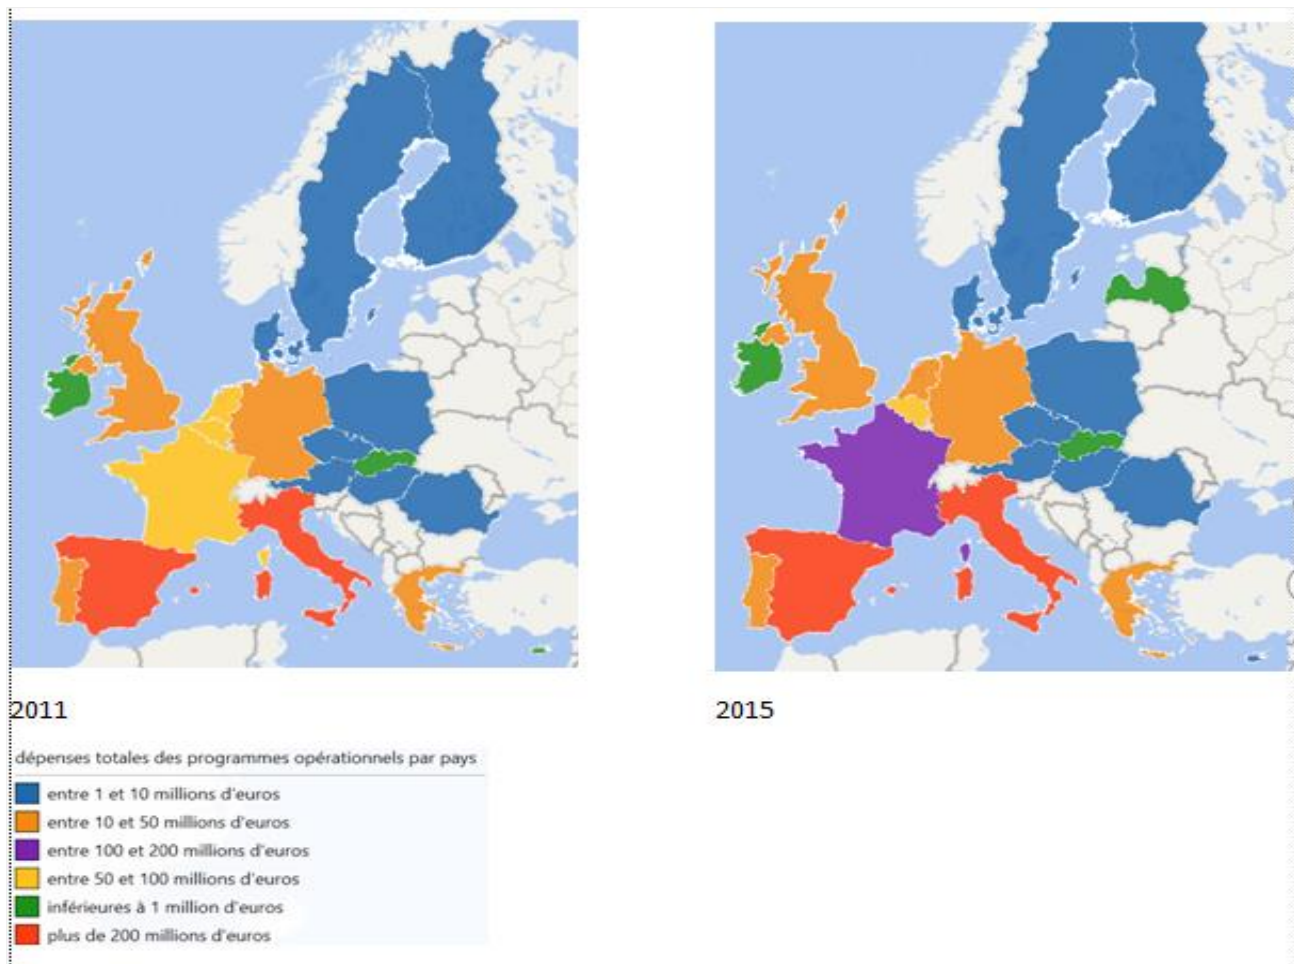 2011
2015
dépenses totales des programmes opérationnels par pays
entre 1 et 10 millions d'euros
entre 10 et 50 millions d'euros
entre 100 et 200 millions d'euros
entre 50 et 100 millions d'euros
inférieures à 1 million d'euros
plus de 200 millions d'euros